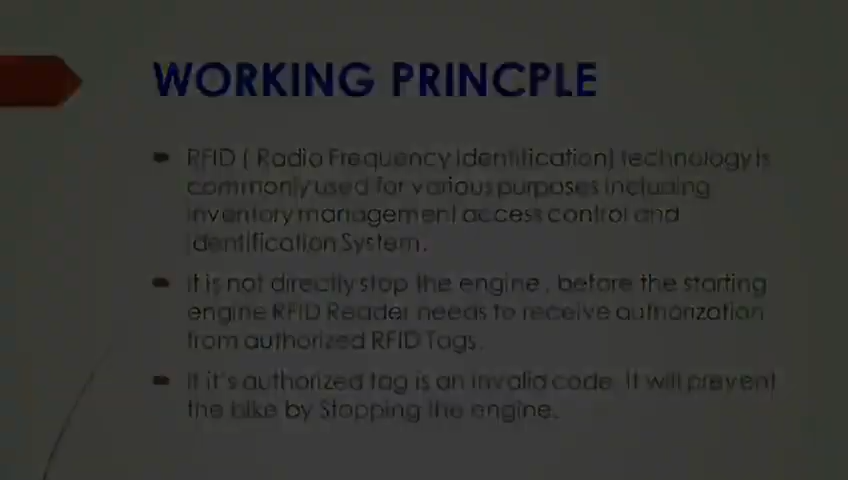 WORKING PRINCPLE
RFID ( Radio Frequency Identification) technology is
commonly used for various purposes including
inventory management access control and
identification System.
It is not directly stop the engine , before the starting
engine RFID Reader needs to receive authorization
from authorized RFID Tags.
If it's authorized tag is an invalid code. It will prevent
the bike by Stopping the engine.